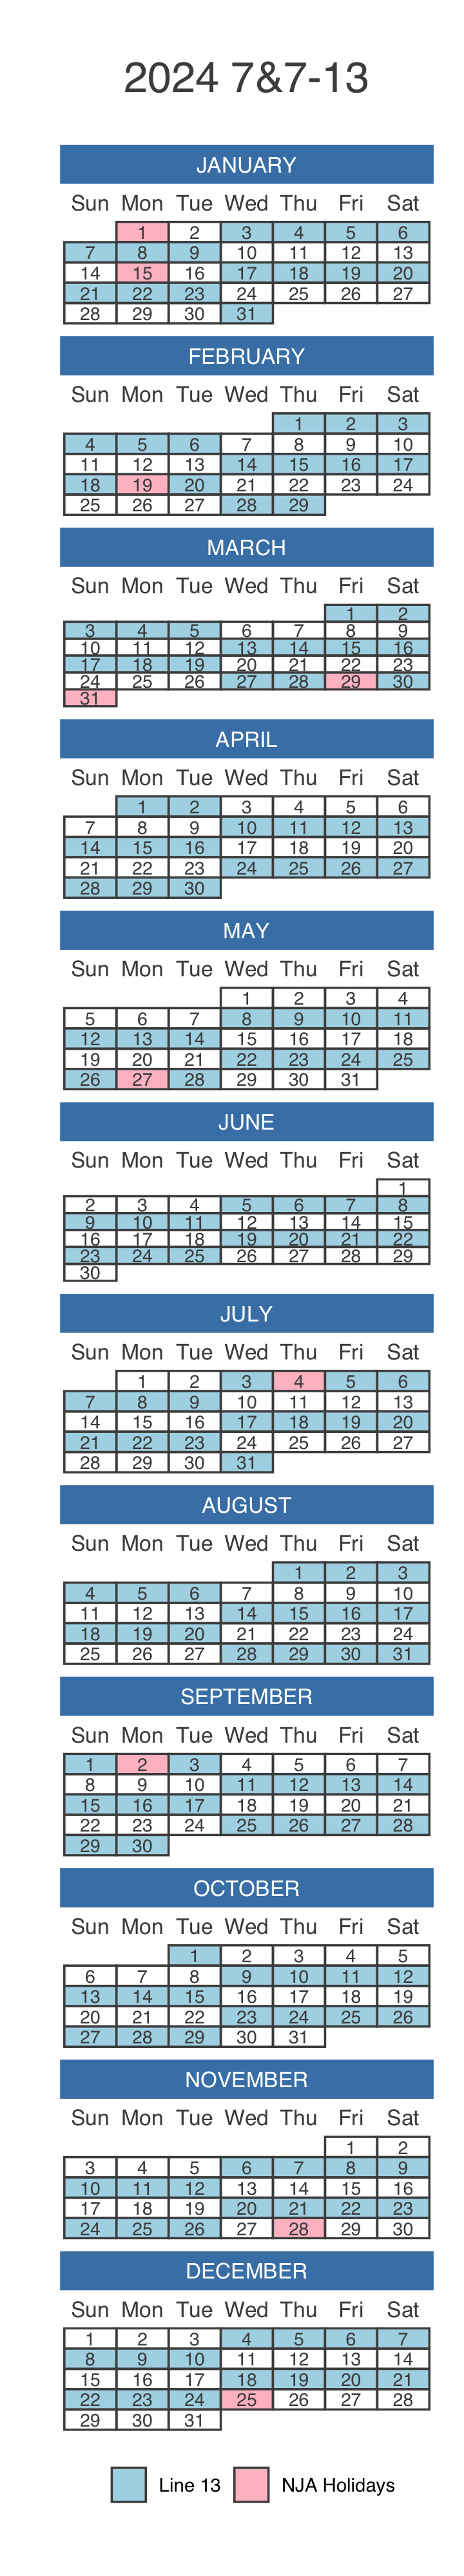 2024 7&7-13
JANUARY
Sun Mon Tue Wed Thu Fri Sat
1 2 3 4 5 6
7 8 9 10 11 12 13
14 15 16 17 18 19 20
21 22 23 24 25 26 27
28 29 30 31
FEBRUARY
Sun Mon Tue Wed Thu Fri Sat
1 2 3
4 5 6 7 8 9 10
11 12 13 14 15 16 17
18 19 20 21 22 23 24
25 26 27 28 29
MARCH
Sun Mon Tue Wed Thu Fri Sat
1 2
3 4 5 6 7 8 9
10 11 12 13 14 15 16
17 18 19 20 21 22 23
24 25 26 27 28 29 30
31
APRIL
Sun Mon Tue Wed Thu Fri Sat
1 2 3 4 5 6
7 8 9 10 11 12 13
14 15 16 17 18 19 20
21 22 23 24 25 26 27
28 29 30
MAY
Sun Mon Tue Wed Thu Fri Sat
1 2 3 4
5 6 7 8 9 10 11
12 13 14 15 16 17 18
19 20 21 22 23 24 25
26 27 28 29 30 31
JUNE
Sun Mon Tue Wed Thu Fri Sat
1
2 3 4 5 6 7 8
9 10 11 12 13 14 15
16 17 18 19 20 21 22
23 24 25 26 27 28 29
30
JULY
Sun Mon Tue Wed Thu Fri Sat
1 2 3 4 5 6
7 8 9 10 11 12 13
14 15 16 17 18 19 20
21 22 23 24 25 26 27
28 29 30 31
AUGUST
Sun Mon Tue Wed Thu Fri Sat
1 2 3
4 5 6 7 8 9 10
11 12 13 14 15 16 17
18 19 20 21 22 23 24
25 26 27 28 29 30 31
SEPTEMBER
Sun Mon Tue Wed Thu Fri Sat
1 2 3 4 5 6 7
8 9 10 11 12 13 14
15 16 17 18 19 20 21
22 23 24 25 26 27 28
29 30
OCTOBER
Sun Mon Tue Wed Thu Fri Sat
1 2 3 4 5
6 7 8 9 10 11 12
13 14 15 16 17 18 19
20 21 22 23 24 25 26
27 28 29 30 31
NOVEMBER
Sun Mon Tue Wed Thu Fri Sat
1 2
3 4 5 6 7 8 9
10 11 12 13 14 15 16
17 18 19 20 21 22 23
24 25 26 27 28 29 30
DECEMBER
Sun Mon Tue Wed Thu Fri Sat
1 2 3 4 5 6 7
8 9 10 11 12 13 14
15 16 17 18 19 20 21
22 23 24 25 26 27 28
29 30 31
Line 13 NJA Holidays